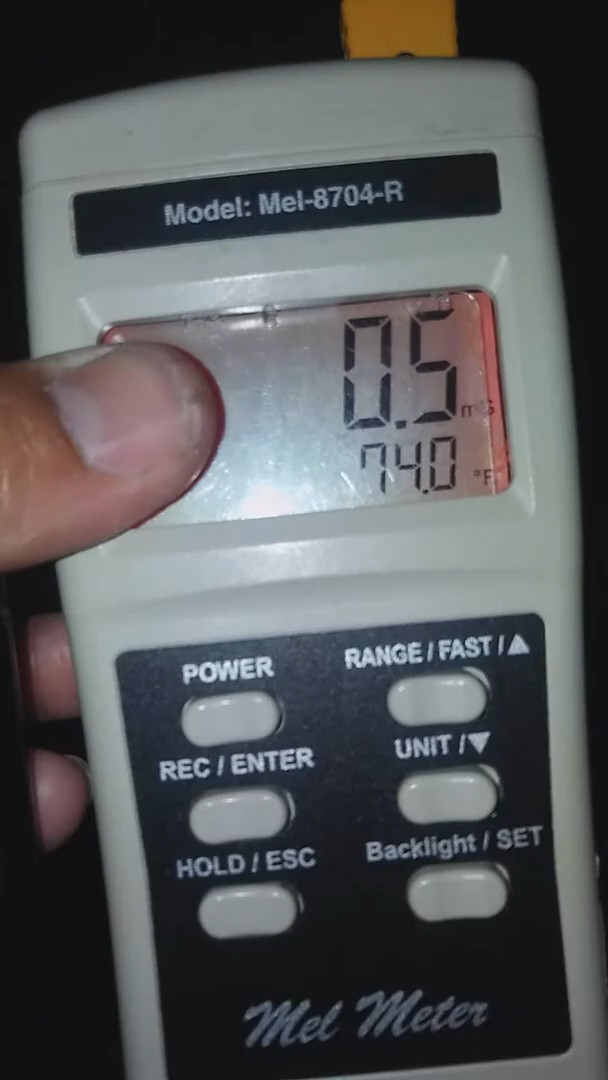 Model: Mel-8704-R
0.5 mG
74.0 °F
POWER
RANGE / FAST / ▲
REC / ENTER
UNIT / ▼
HOLD / ESC
Backlight / SET
Mel Meter